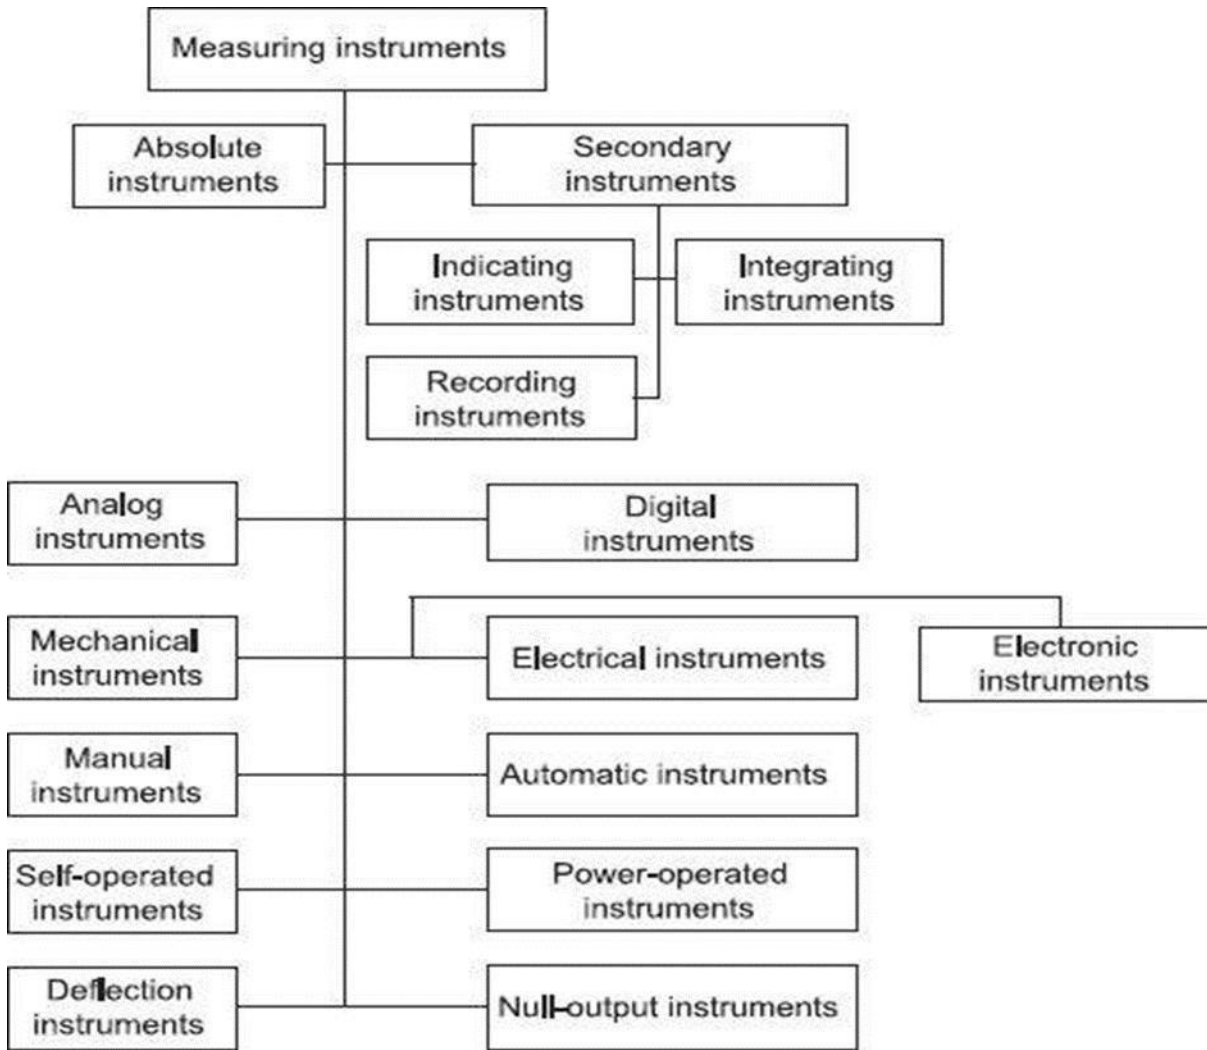 Measuring instruments
Absolute
instruments
Secondary
instruments
Indicating
instruments
Integrating
instruments
Recording
instruments
Analog
instruments
Digital
instruments
Mechanical
instruments
Electrical instruments
Electronic
instruments
Manual
instruments
Automatic instruments
Self-operated
instruments
Power-operated
instruments
Deflection
instruments
Null-output instruments